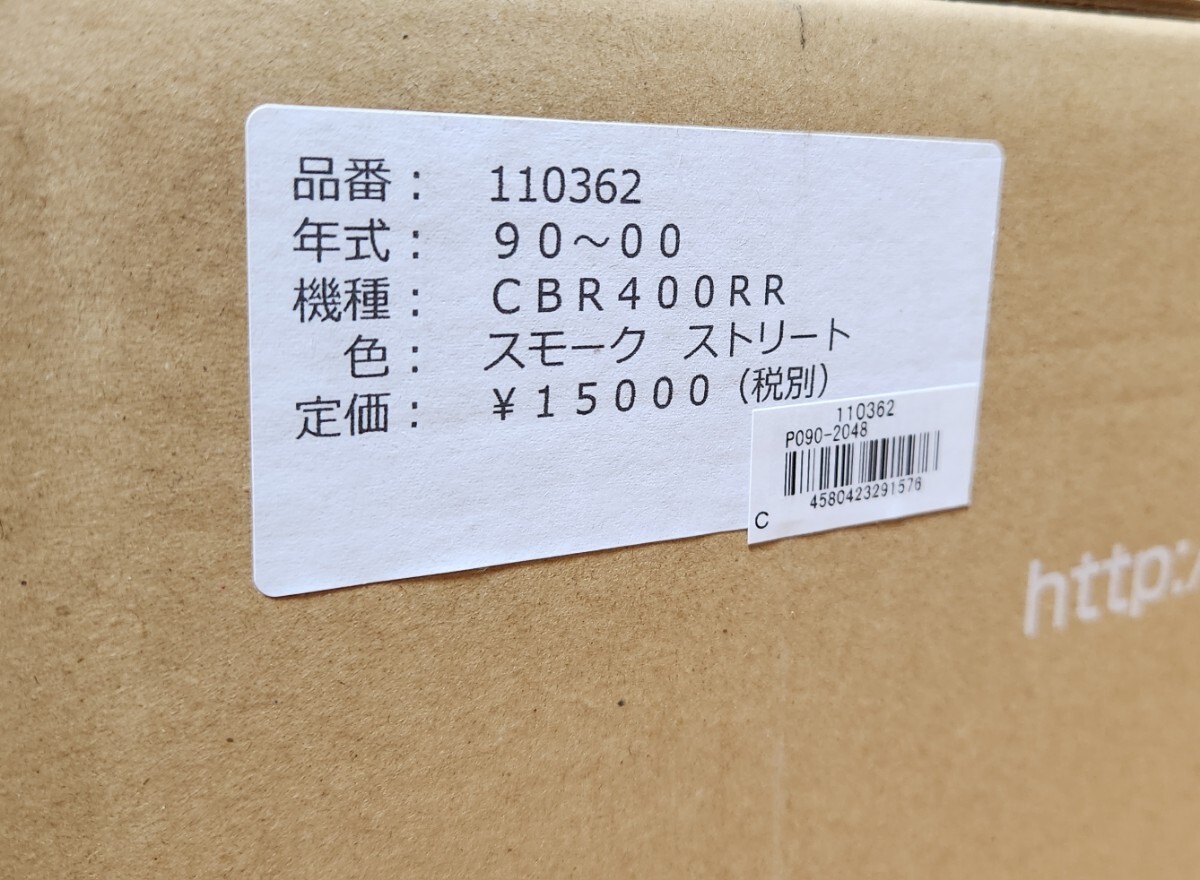 品番： 110362
年式： ９０～００
機種： ＣＢＲ４００ＲＲ
色： スモーク　ストリート
定価： ￥１５０００（税別）
110362
P090-2048
4580423291576
C
http:/